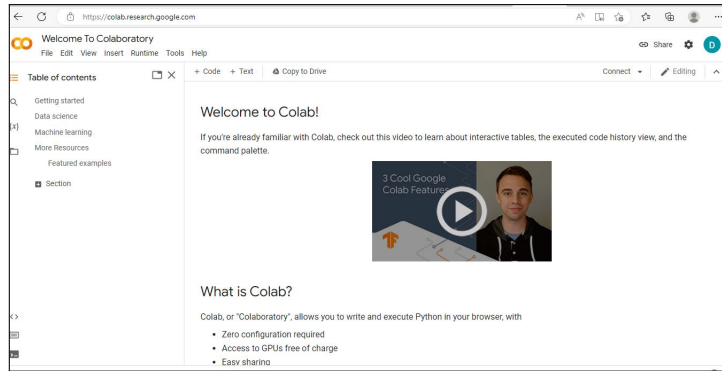 https://colab.research.google.com
Welcome To Colaboratory
File Edit View Insert Runtime Tools Help
Share
D
Table of contents
+ Code + Text Copy to Drive
Connect
Editing
Getting started
Data science
Machine learning
More Resources
Featured examples
Section
{x}
Welcome to Colab!
If you're already familiar with Colab, check out this video to learn about interactive tables, the executed code history view, and the
command palette.
3 Cool Google
Colab Features
What is Colab?
Colab, or "Colaboratory", allows you to write and execute Python in your browser, with
• Zero configuration required
• Access to GPUs free of charge
• Easy sharing